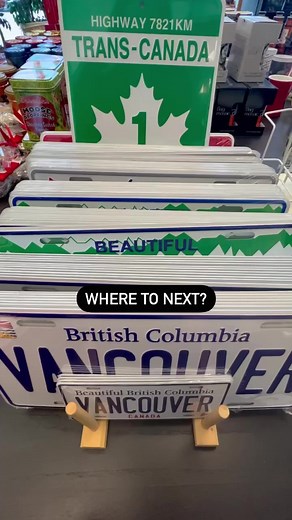 HIGHWAY 7821KM
TRANS-CANADA
1
BEAUTIFUL
WHERE TO NEXT?
British Columbia
VANCOUVER
Beautiful British Columbia
VANCOUVER
CANADA